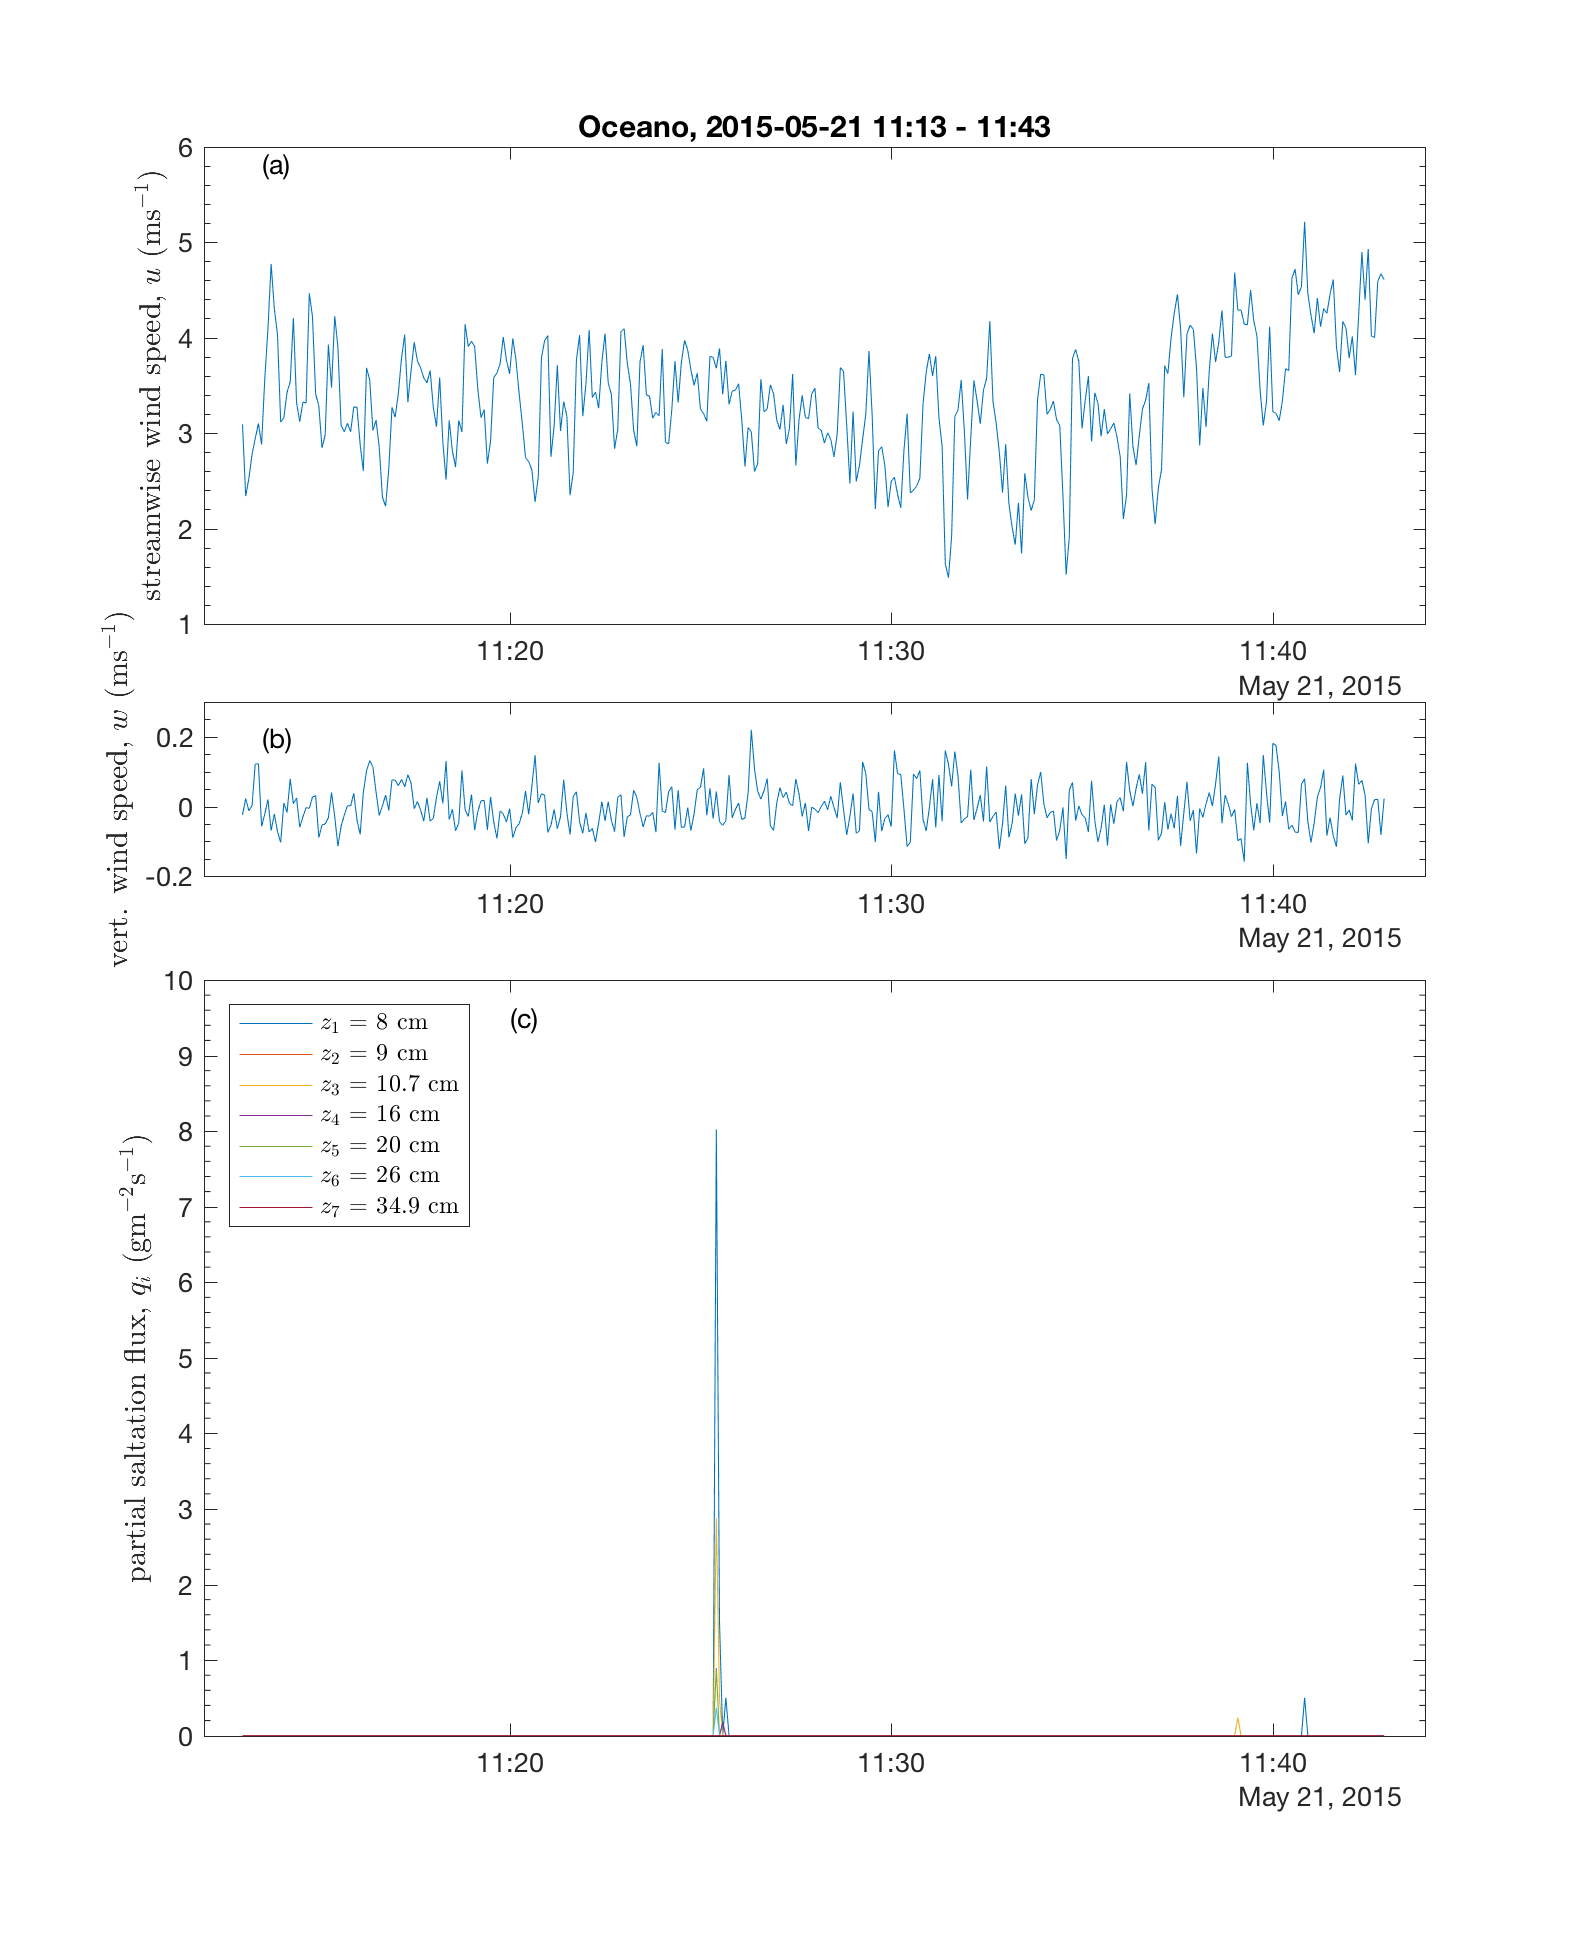 Oceano, 2015-05-21 11:13 - 11:43
(a)
streamwise wind speed, u (ms⁻¹)
6
5
4
3
2
1
11:20 11:30 11:40
May 21, 2015
(b)
vert. wind speed, w (ms⁻¹)
0.2
0
-0.2
11:20 11:30 11:40
May 21, 2015
(c)
partial saltation flux, qᵢ (gm⁻²s⁻¹)
10
9
8
7
6
5
4
3
2
1
0
z₁ = 8 cm
z₂ = 9 cm
z₃ = 10.7 cm
z₄ = 16 cm
z₅ = 20 cm
z₆ = 26 cm
z₇ = 34.9 cm
11:20 11:30 11:40
May 21, 2015